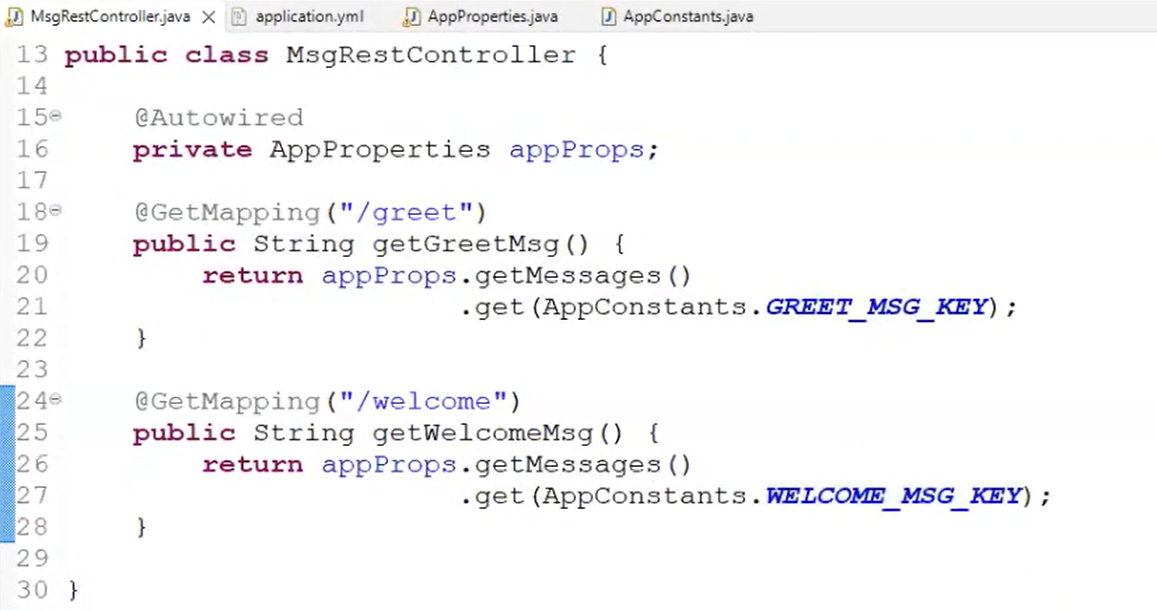 MsgRestController.java application.yml AppProperties.java AppConstants.java
13 public class MsgRestController {
14
15 @Autowired
16 private AppProperties appProps;
17
18 @GetMapping("/greet")
19 public String getGreetMsg() {
20 return appProps.getMessages()
21 .get(AppConstants.GREET_MSG_KEY);
22 }
23
24 @GetMapping("/welcome")
25 public String getWelcomeMsg() {
26 return appProps.getMessages()
27 .get(AppConstants.WELCOME_MSG_KEY);
28 }
29
30 }